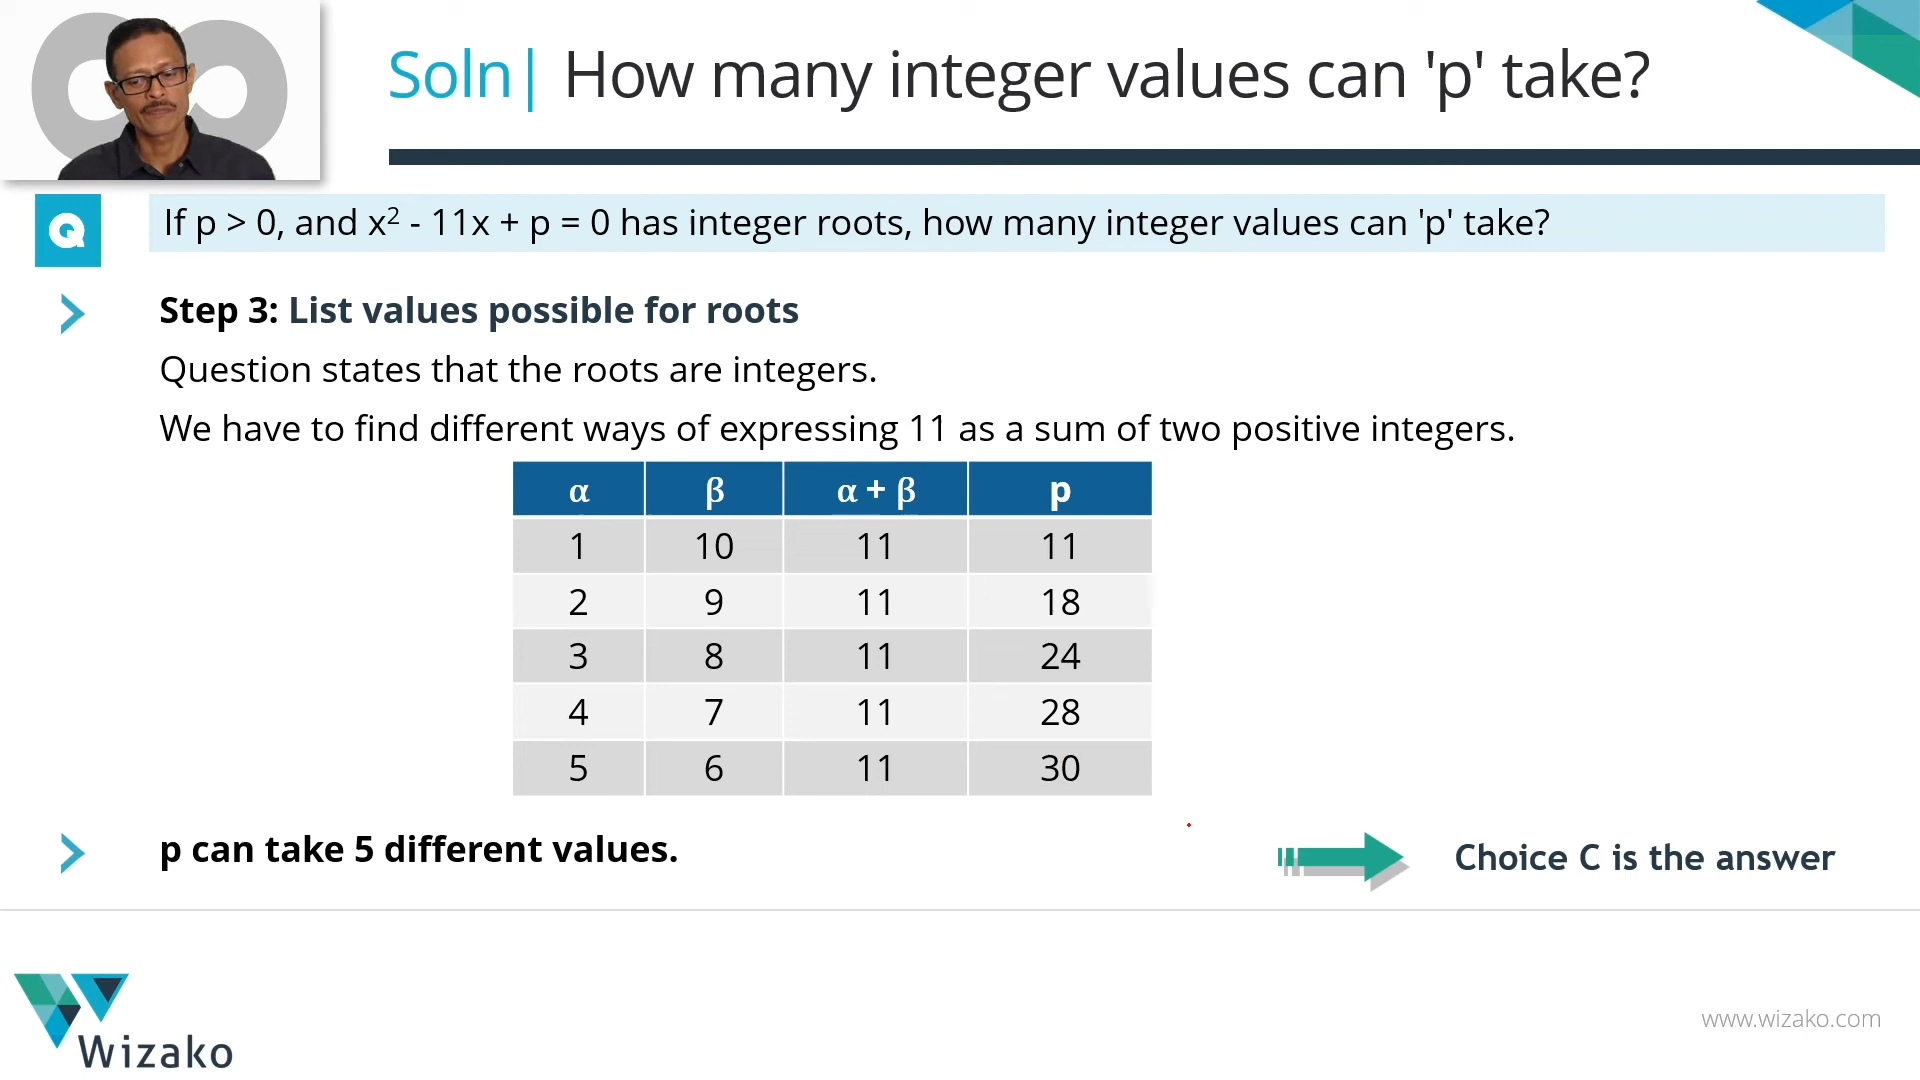 Soln| How many integer values can 'p' take?
Q
If p > 0, and x² - 11x + p = 0 has integer roots, how many integer values can 'p' take?
Step 3: List values possible for roots
Question states that the roots are integers.
We have to find different ways of expressing 11 as a sum of two positive integers.
α β α + β p
1 10 11 11
2 9 11 18
3 8 11 24
4 7 11 28
5 6 11 30
p can take 5 different values.
Choice C is the answer
Wizako
www.wizako.com